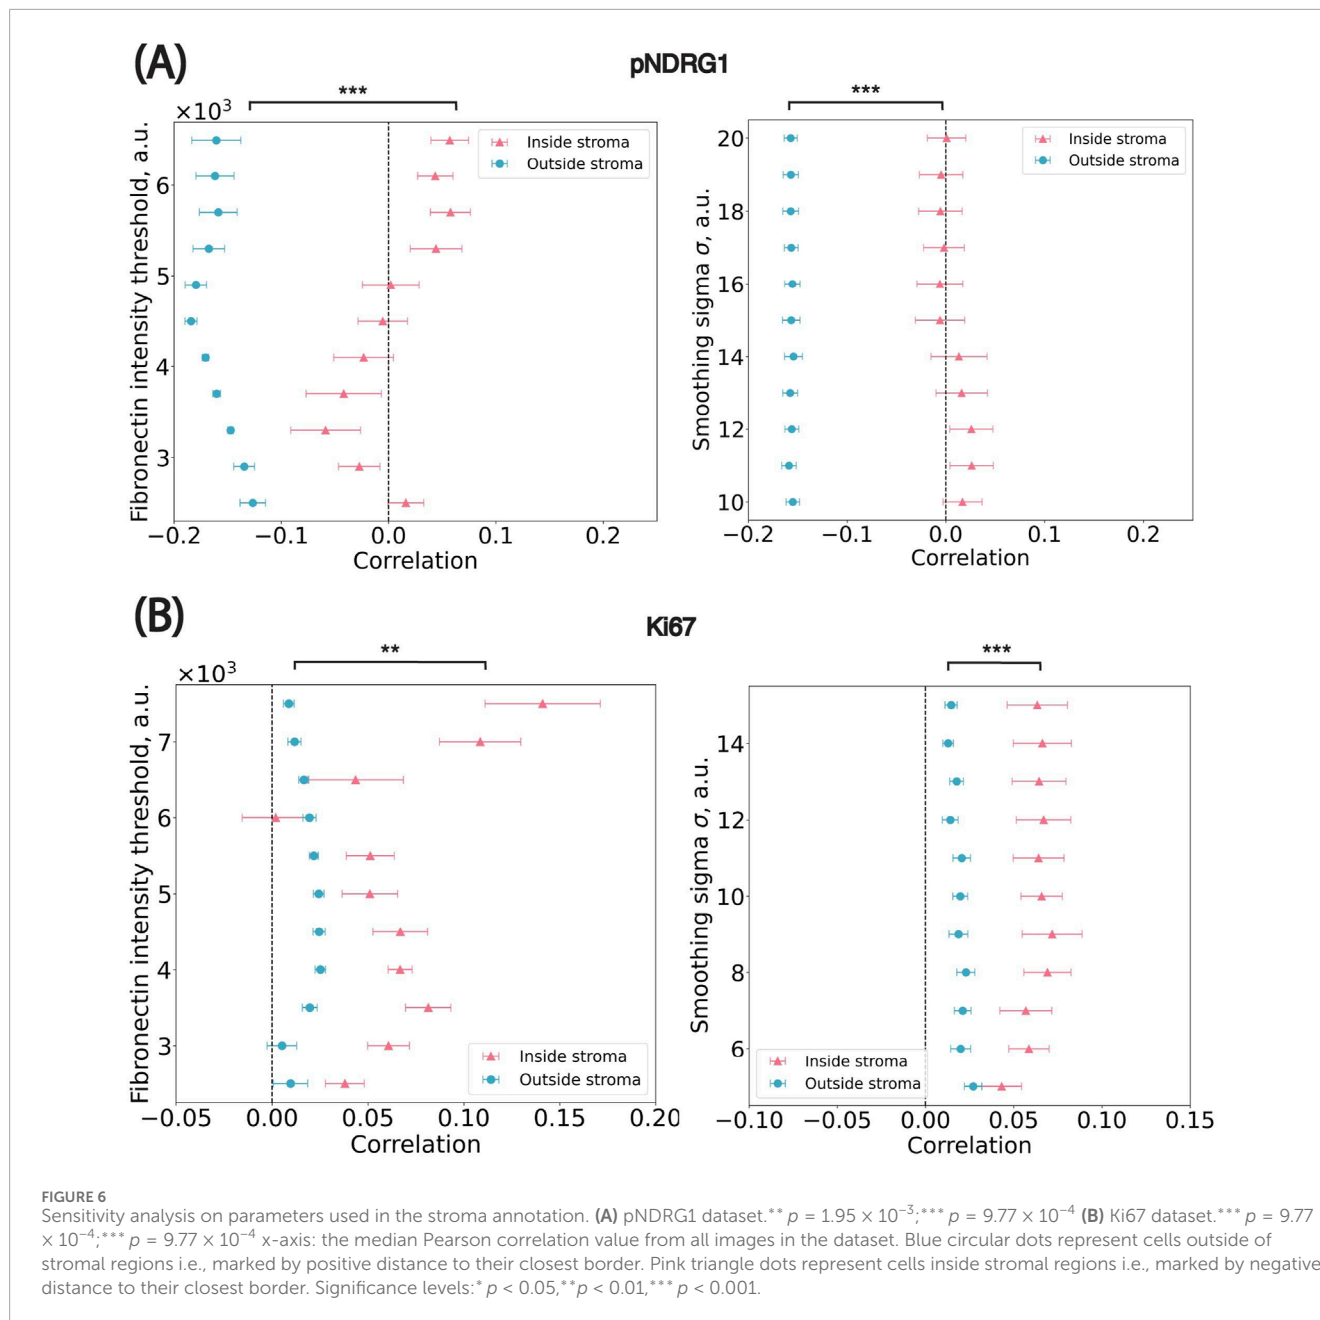 (A)
pNDRG1
***
×10³
Fibronectin intensity threshold, a.u.
6
5
4
3
Inside stroma
Outside stroma
−0.2 −0.1 0.0 0.1 0.2
Correlation
***
Smoothing sigma σ, a.u.
20
18
16
14
12
10
Inside stroma
Outside stroma
−0.2 −0.1 0.0 0.1 0.2
Correlation
(B)
Ki67
**
×10³
Fibronectin intensity threshold, a.u.
7
6
5
4
3
Inside stroma
Outside stroma
−0.05 0.00 0.05 0.10 0.15 0.20
Correlation
***
Smoothing sigma σ, a.u.
14
12
10
8
6
Inside stroma
Outside stroma
−0.10 −0.05 0.00 0.05 0.10 0.15
Correlation
FIGURE 6
Sensitivity analysis on parameters used in the stroma annotation. (A) pNDRG1 dataset.** p = 1.95 × 10⁻³;*** p = 9.77 × 10⁻⁴ (B) Ki67 dataset.*** p = 9.77
× 10⁻⁴;*** p = 9.77 × 10⁻⁴ x-axis: the median Pearson correlation value from all images in the dataset. Blue circular dots represent cells outside of
stromal regions i.e., marked by positive distance to their closest border. Pink triangle dots represent cells inside stromal regions i.e., marked by negative
distance to their closest border. Significance levels:* p < 0.05,**p < 0.01,*** p < 0.001.